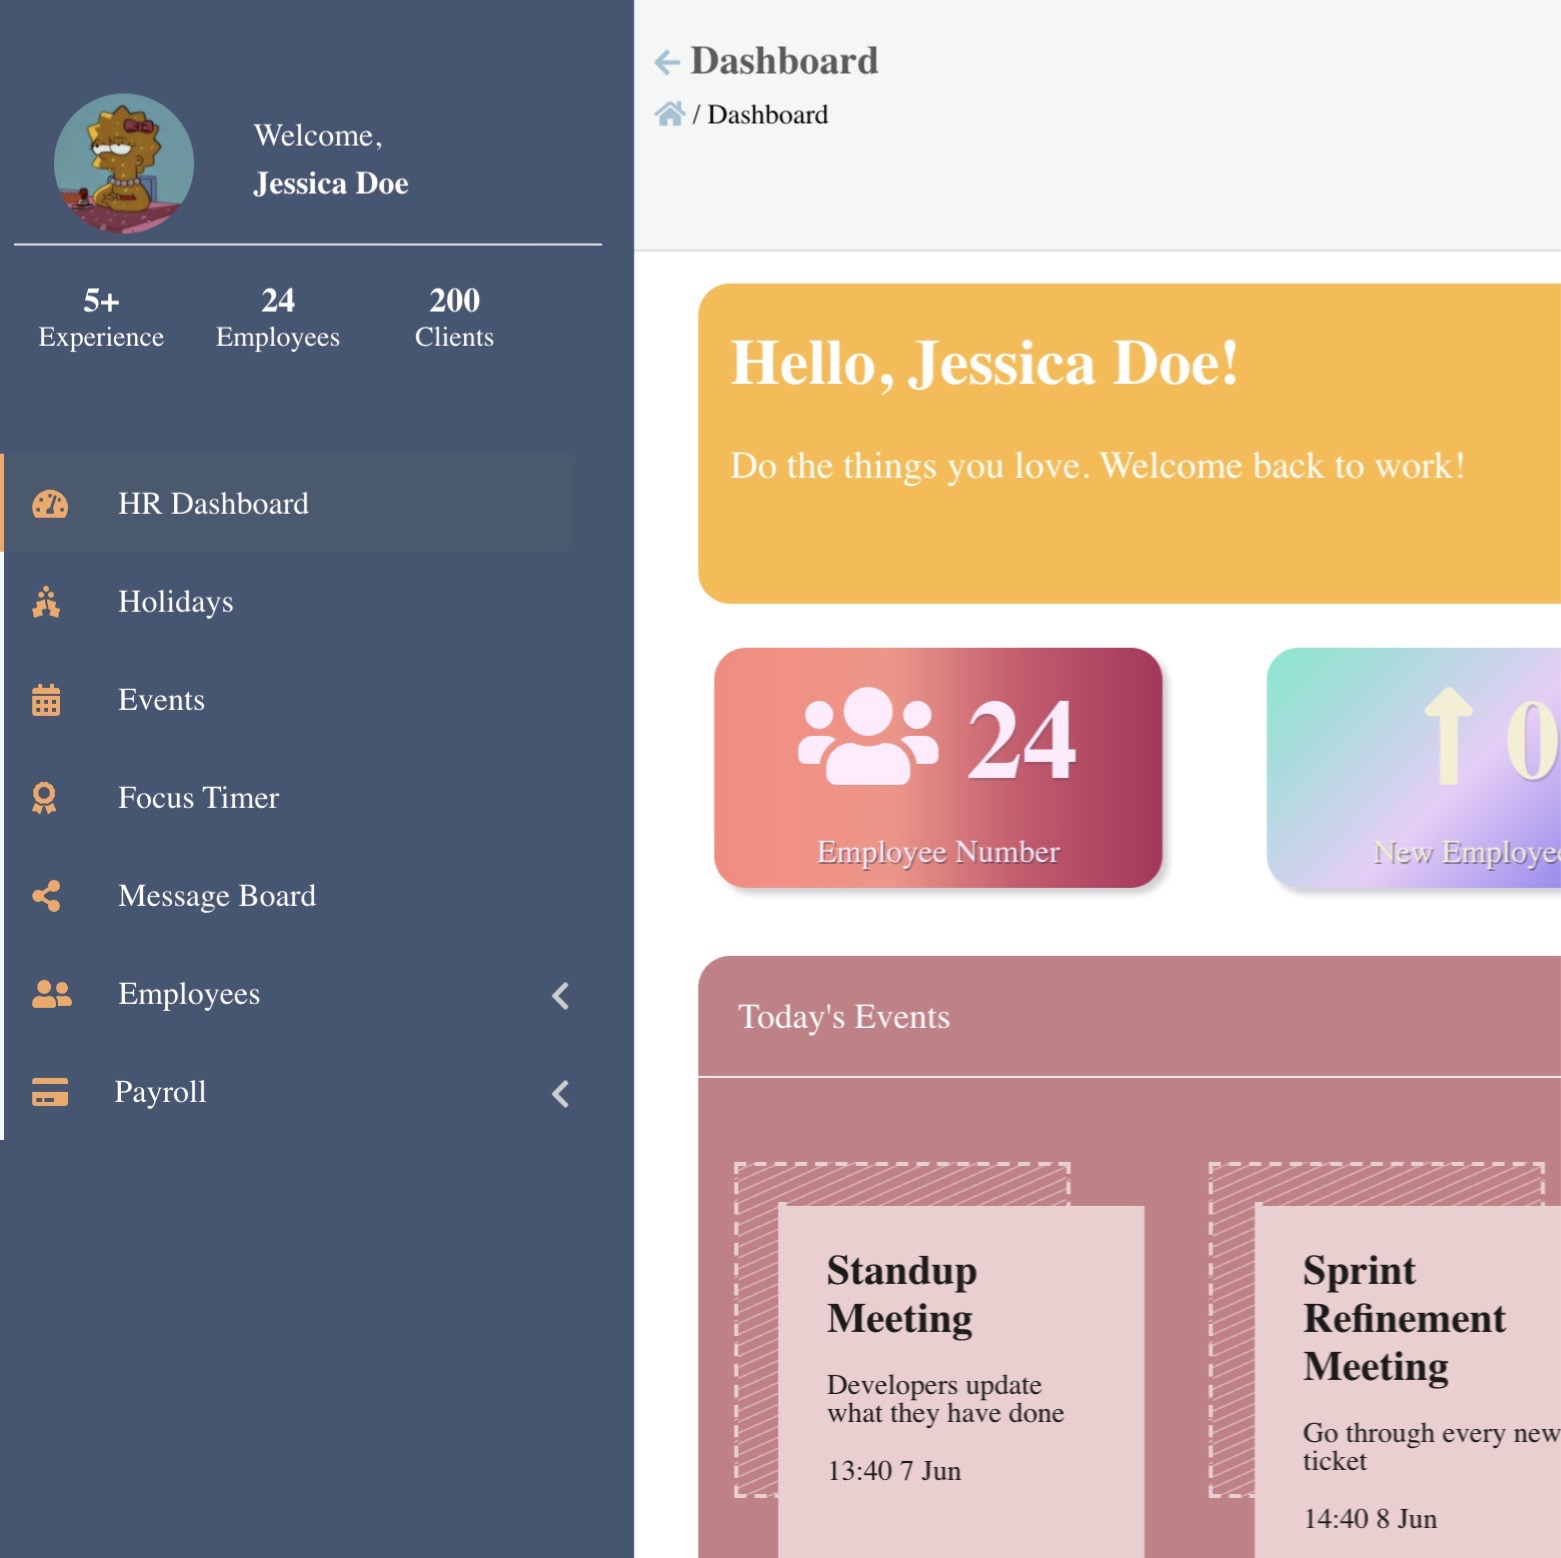 Welcome,
Jessica Doe
5+
Experience
24
Employees
200
Clients
HR Dashboard
Holidays
Events
Focus Timer
Message Board
Employees
Payroll
Dashboard
/ Dashboard
Hello, Jessica Doe!
Do the things you love. Welcome back to work!
24
Employee Number
0
New
Today's Events
Standup
Meeting
Developers update
what they have done
13:40 7 Jun
Sprint
Refinement
Meeting
Go through every new
ticket
14:40 8 Jun